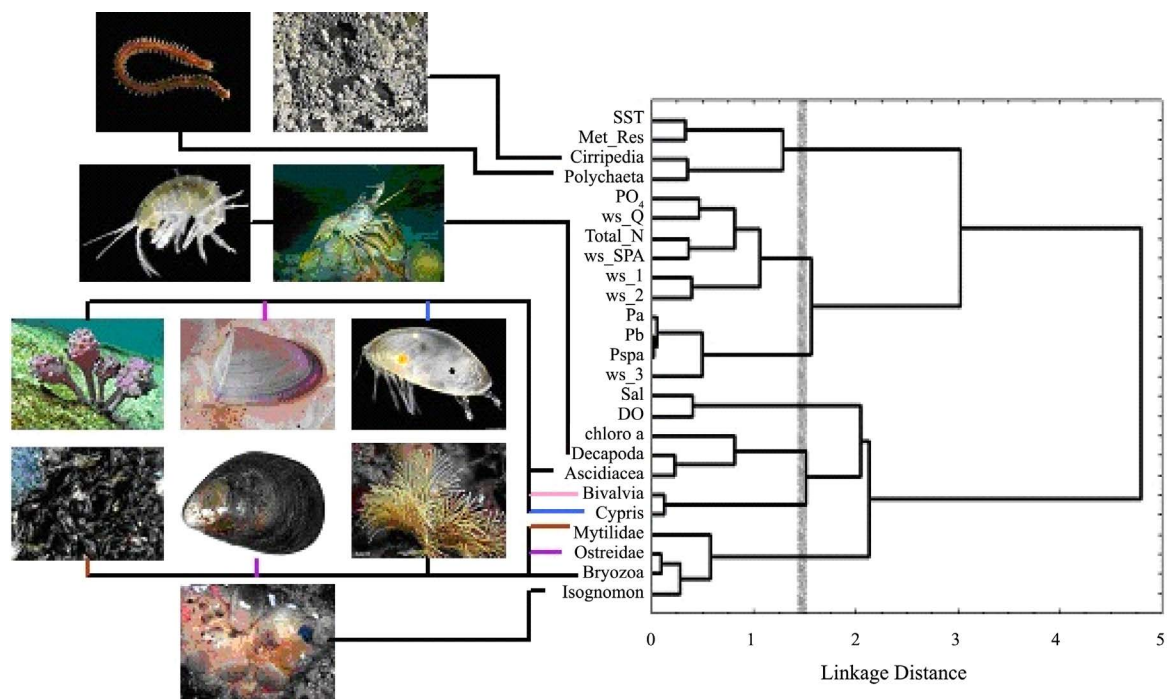 SST
Met_Res
Cirripedia
Polychaeta
PO4
ws_Q
Total_N
ws_SPA
ws_1
ws_2
Pa
Pb
Pspa
ws_3
Sal
DO
chloro a
Decapoda
Ascidiacea
Bivalvia
Cypris
Mytilidae
Ostreidae
Bryozoa
Isognomon
0 1 2 3 4 5
Linkage Distance